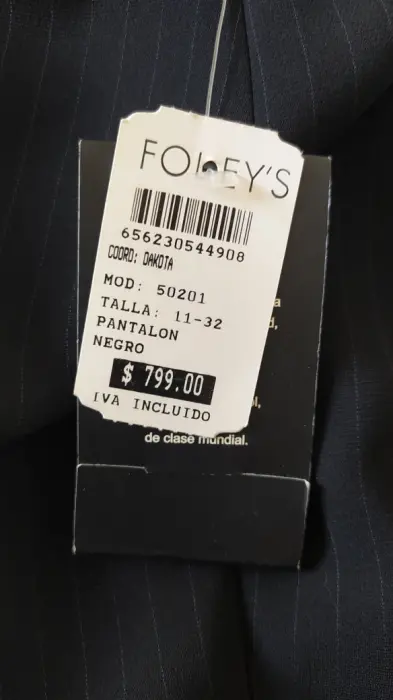 FOLEY'S
656230544908
COORD: DAKOTA
MOD: 50201
TALLA: 11-32
PANTALON
NEGRO
$ 799.00
IVA INCLUIDO
a
d,
l,
de clase mundial.